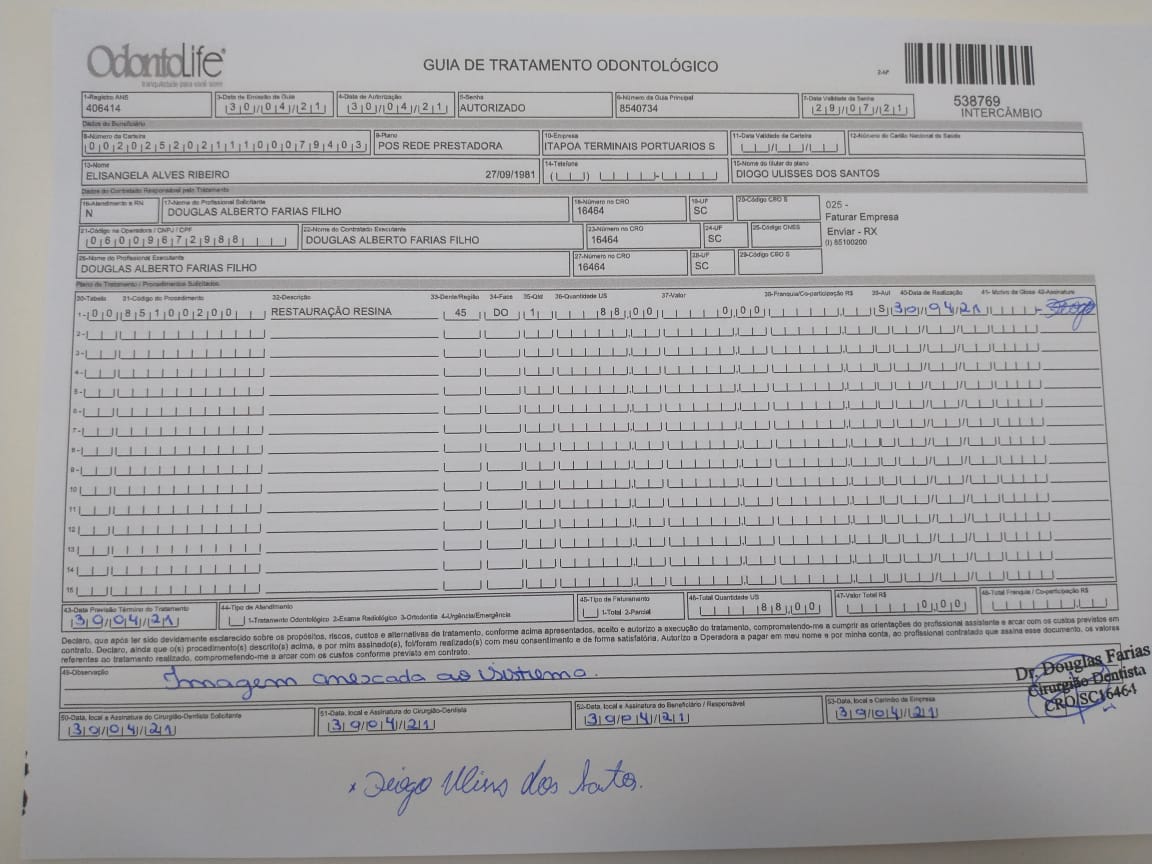 OdontoLife®
tranquilidade para você sorrir
GUIA DE TRATAMENTO ODONTOLÓGICO
2-Nº
538769
INTERCÂMBIO
1-Registro ANS
406414
3-Data de Emissão da Guia
30/04/21
4-Data de Autorização
30/04/21
5-Senha
AUTORIZADO
6-Número da Guia Principal
8540734
7-Data Validade da Senha
29/07/21
Dados do Beneficiário
8-Número da Carteira
00202520211100079403
9-Plano
POS REDE PRESTADORA
10-Empresa
ITAPOA TERMINAIS PORTUARIOS S
11-Data Validade da Carteira
12-Número do Cartão Nacional de Saúde
13-Nome
ELISANGELA ALVES RIBEIRO 27/09/1981
14-Telefone
15-Nome do titular do plano
DIOGO ULISSES DOS SANTOS
Dados do Contratado Responsável pelo Tratamento
16-Atendimento a RN
N
17-Nome do Profissional Solicitante
DOUGLAS ALBERTO FARIAS FILHO
18-Número no CRO
16464
19-UF
SC
20-Código CBO S
025 -
Faturar Empresa
Enviar - RX
(I) 85100200
21-Código na Operadora / CNPJ / CPF
06009672988
22-Nome do Contratado Executante
DOUGLAS ALBERTO FARIAS FILHO
23-Número no CRO
16464
24-UF
SC
25-Código CNES
26-Nome do Profissional Executante
DOUGLAS ALBERTO FARIAS FILHO
27-Número no CRO
16464
28-UF
SC
29-Código CBO S
Plano de Tratamento / Procedimentos Solicitados
30-Tabela 31-Código do Procedimento 32-Descrição 33-Dente/Região 34-Face 35-Qtd 36-Quantidade US 37-Valor 38-Franquia/Co-participação R$ 39-Aut 40-Data de Realização 41- Motivo da Glosa 42-Assinatura
1- 00 85100200 RESTAURAÇÃO RESINA 45 DO 1 88,00 0,00 S 30/04/21
2-
3-
4-
5-
6-
7-
8-
9-
10
11
12
13
14
15
43-Data Previsão Término do Tratamento
30/04/21
44-Tipo de Atendimento
1-Tratamento Odontológico 2-Exame Radiológico 3-Ortodontia 4-Urgência/Emergência
45-Tipo de Faturamento
1-Total 2-Parcial
46-Total Quantidade US
88,00
47-Valor Total R$
0,00
48-Total Franquia / Co-participação R$
Declaro, que após ter sido devidamente esclarecido sobre os propósitos, riscos, custos e alternativas de tratamento, conforme acima apresentados, aceito e autorizo a execução do tratamento, comprometendo-me a cumprir as orientações do profissional assistente e arcar com os custos previstos em
contrato. Declaro, ainda que o(s) procedimento(s) descrito(s) acima, e por mim assinado(s), foi/foram realizado(s) com meu consentimento e de forma satisfatória. Autorizo a Operadora a pagar em meu nome e por minha conta, ao profissional contratado que assina esse documento, os valores
referentes ao tratamento realizado, comprometendo-me a arcar com os custos conforme previsto em contrato.
49-Observação
Imagem anexada ao sistema.
Dr. Douglas Farias
Cirurgião-Dentista
CRO/SC16464
50-Data, local e Assinatura do Cirurgião-Dentista Solicitante
30/04/21
51-Data, local e Assinatura do Cirurgião-Dentista
30/04/21
52-Data, local e Assinatura do Beneficiário / Responsável
30/04/21
53-Data, local e Carimbo da Empresa
30/04/21
x Diogo Ulisses dos Santos.